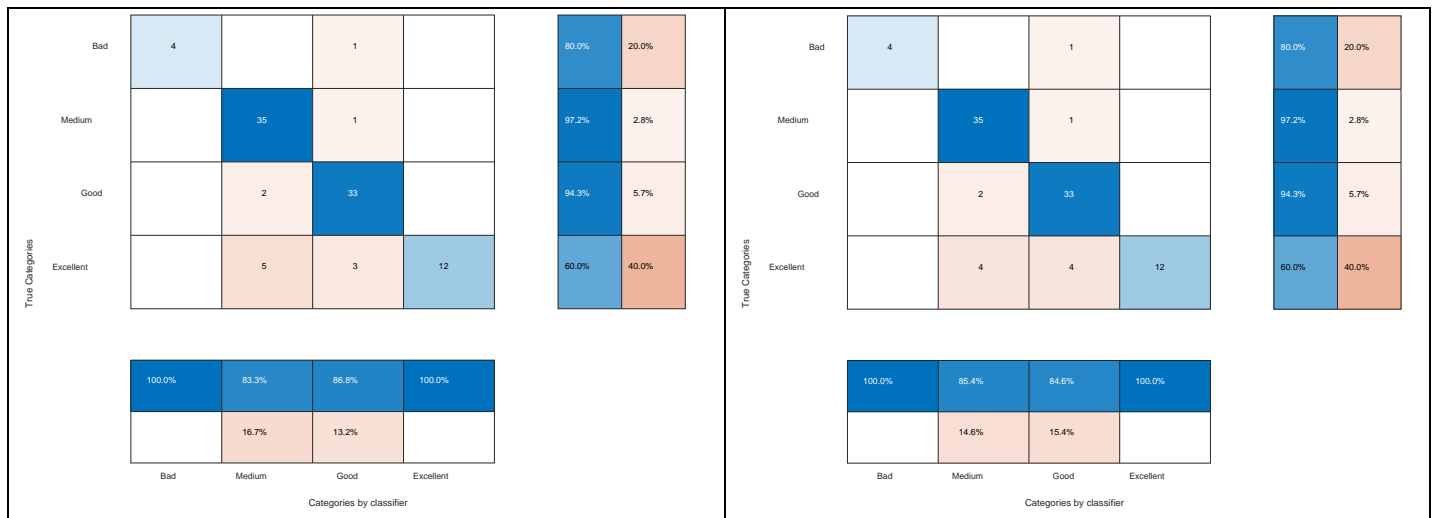 Bad 4 1 80.0% 20.0%
Medium 35 1 97.2% 2.8%
Good 2 33 94.3% 5.7%
Excellent 5 3 12 60.0% 40.0%
True Categories
100.0% 83.3% 86.8% 100.0%
16.7% 13.2%
Bad Medium Good Excellent
Categories by classifier
Bad 4 1 80.0% 20.0%
Medium 35 1 97.2% 2.8%
Good 2 33 94.3% 5.7%
Excellent 4 4 12 60.0% 40.0%
True Categories
100.0% 85.4% 84.6% 100.0%
14.6% 15.4%
Bad Medium Good Excellent
Categories by classifier